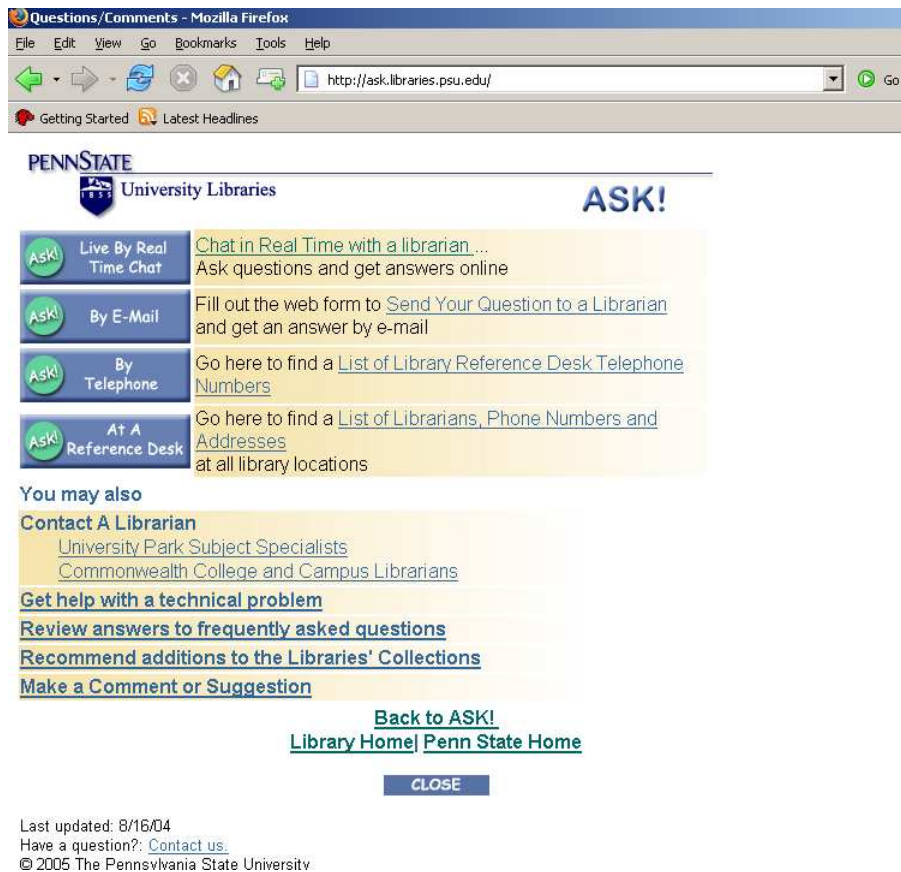 Questions/Comments - Mozilla Firefox
File Edit View Go Bookmarks Tools Help
http://ask.libraries.psu.edu/ Go
Getting Started Latest Headlines
PENNSTATE
1855 University Libraries
ASK!
Ask! Live By Real Time Chat
Chat in Real Time with a librarian ...
Ask questions and get answers online
Ask! By E-Mail
Fill out the web form to Send Your Question to a Librarian
and get an answer by e-mail
Ask! By Telephone
Go here to find a List of Library Reference Desk Telephone
Numbers
Ask! At A Reference Desk
Go here to find a List of Librarians, Phone Numbers and
Addresses
at all library locations
You may also
Contact A Librarian
University Park Subject Specialists
Commonwealth College and Campus Librarians
Get help with a technical problem
Review answers to frequently asked questions
Recommend additions to the Libraries' Collections
Make a Comment or Suggestion
Back to ASK!
Library Home| Penn State Home
CLOSE
Last updated: 8/16/04
Have a question?: Contact us.
© 2005 The Pennsylvania State University